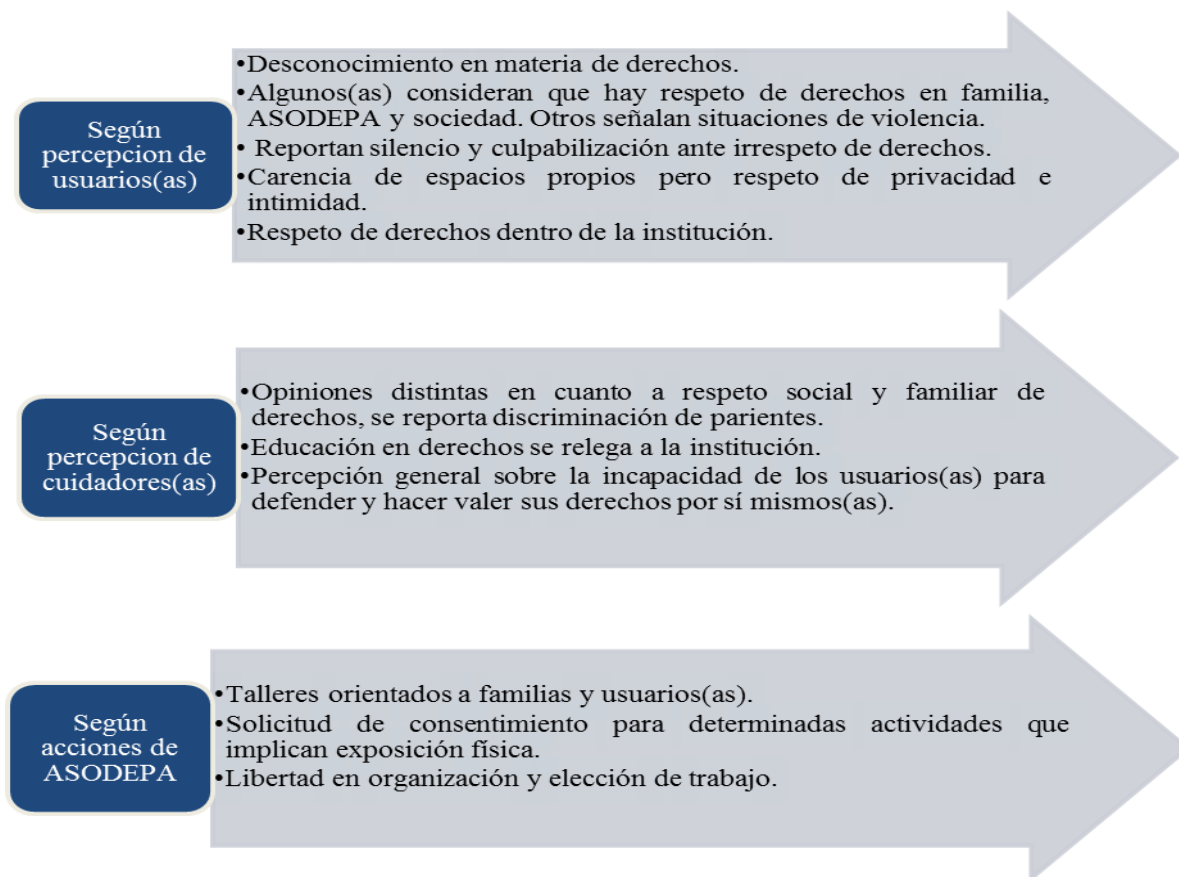 Según
percepcion de
usuarios(as)
•Desconocimiento en materia de derechos.
•Algunos(as) consideran que hay respeto de derechos en familia,
ASODEPA y sociedad. Otros señalan situaciones de violencia.
• Reportan silencio y culpabilización ante irrespeto de derechos.
•Carencia de espacios propios pero respeto de privacidad e
intimidad.
•Respeto de derechos dentro de la institución.
Según
percepcion de
cuidadores(as)
•Opiniones distintas en cuanto a respeto social y familiar de
derechos, se reporta discriminación de parientes.
•Educación en derechos se relega a la institución.
•Percepción general sobre la incapacidad de los usuarios(as) para
defender y hacer valer sus derechos por sí mismos(as).
Según
acciones de
ASODEPA
•Talleres orientados a familias y usuarios(as).
•Solicitud de consentimiento para determinadas actividades que
implican exposición física.
•Libertad en organización y elección de trabajo.